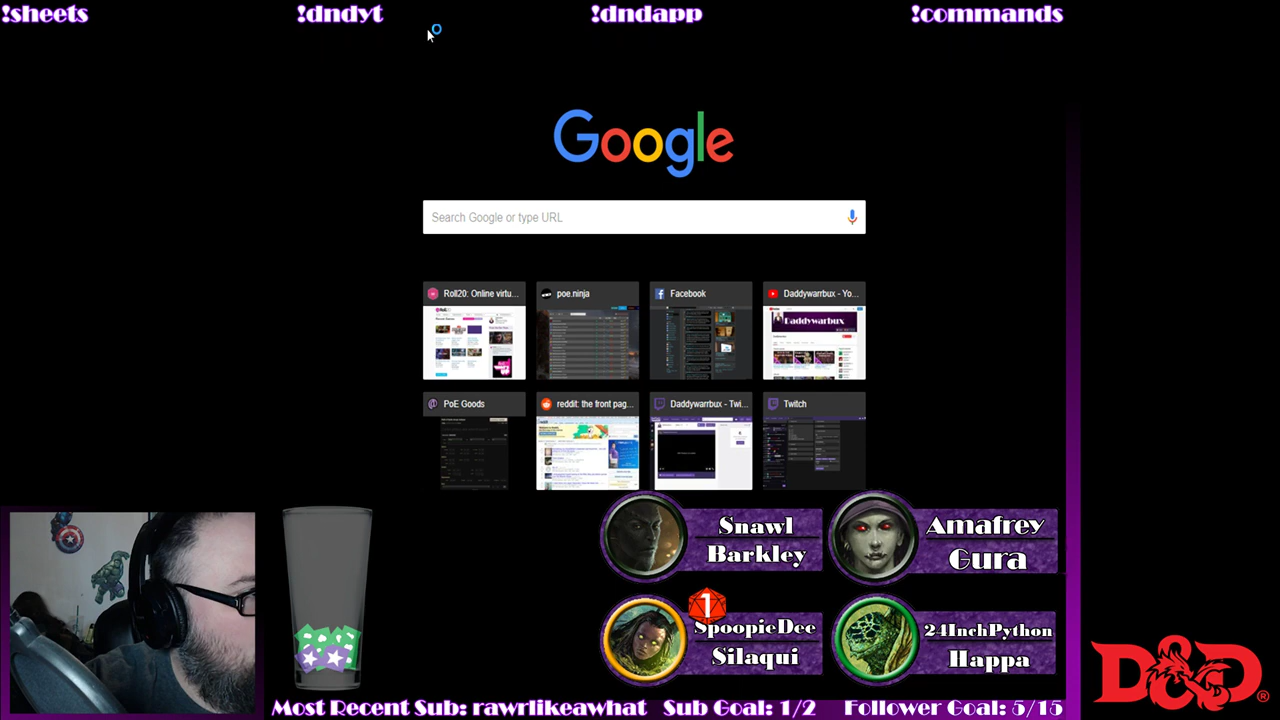 !sheets
!dndyt
!dndapp
!commands
Google
Search Google or type URL
Roll20: Online virtu...
poe.ninja
Facebook
Daddywarrbux - Yo...
Daddywarbux
PoE Goods
reddit: the front pag...
Daddywarrbux - Twi...
Twitch
Snawl
Barkley
Amafrey
Gura
1
SpoopieDee
Silaqui
24InchPython
Happa
D&D
Most Recent Sub: rawrlikeawhat
Sub Goal: 1/2
Follower Goal: 5/15